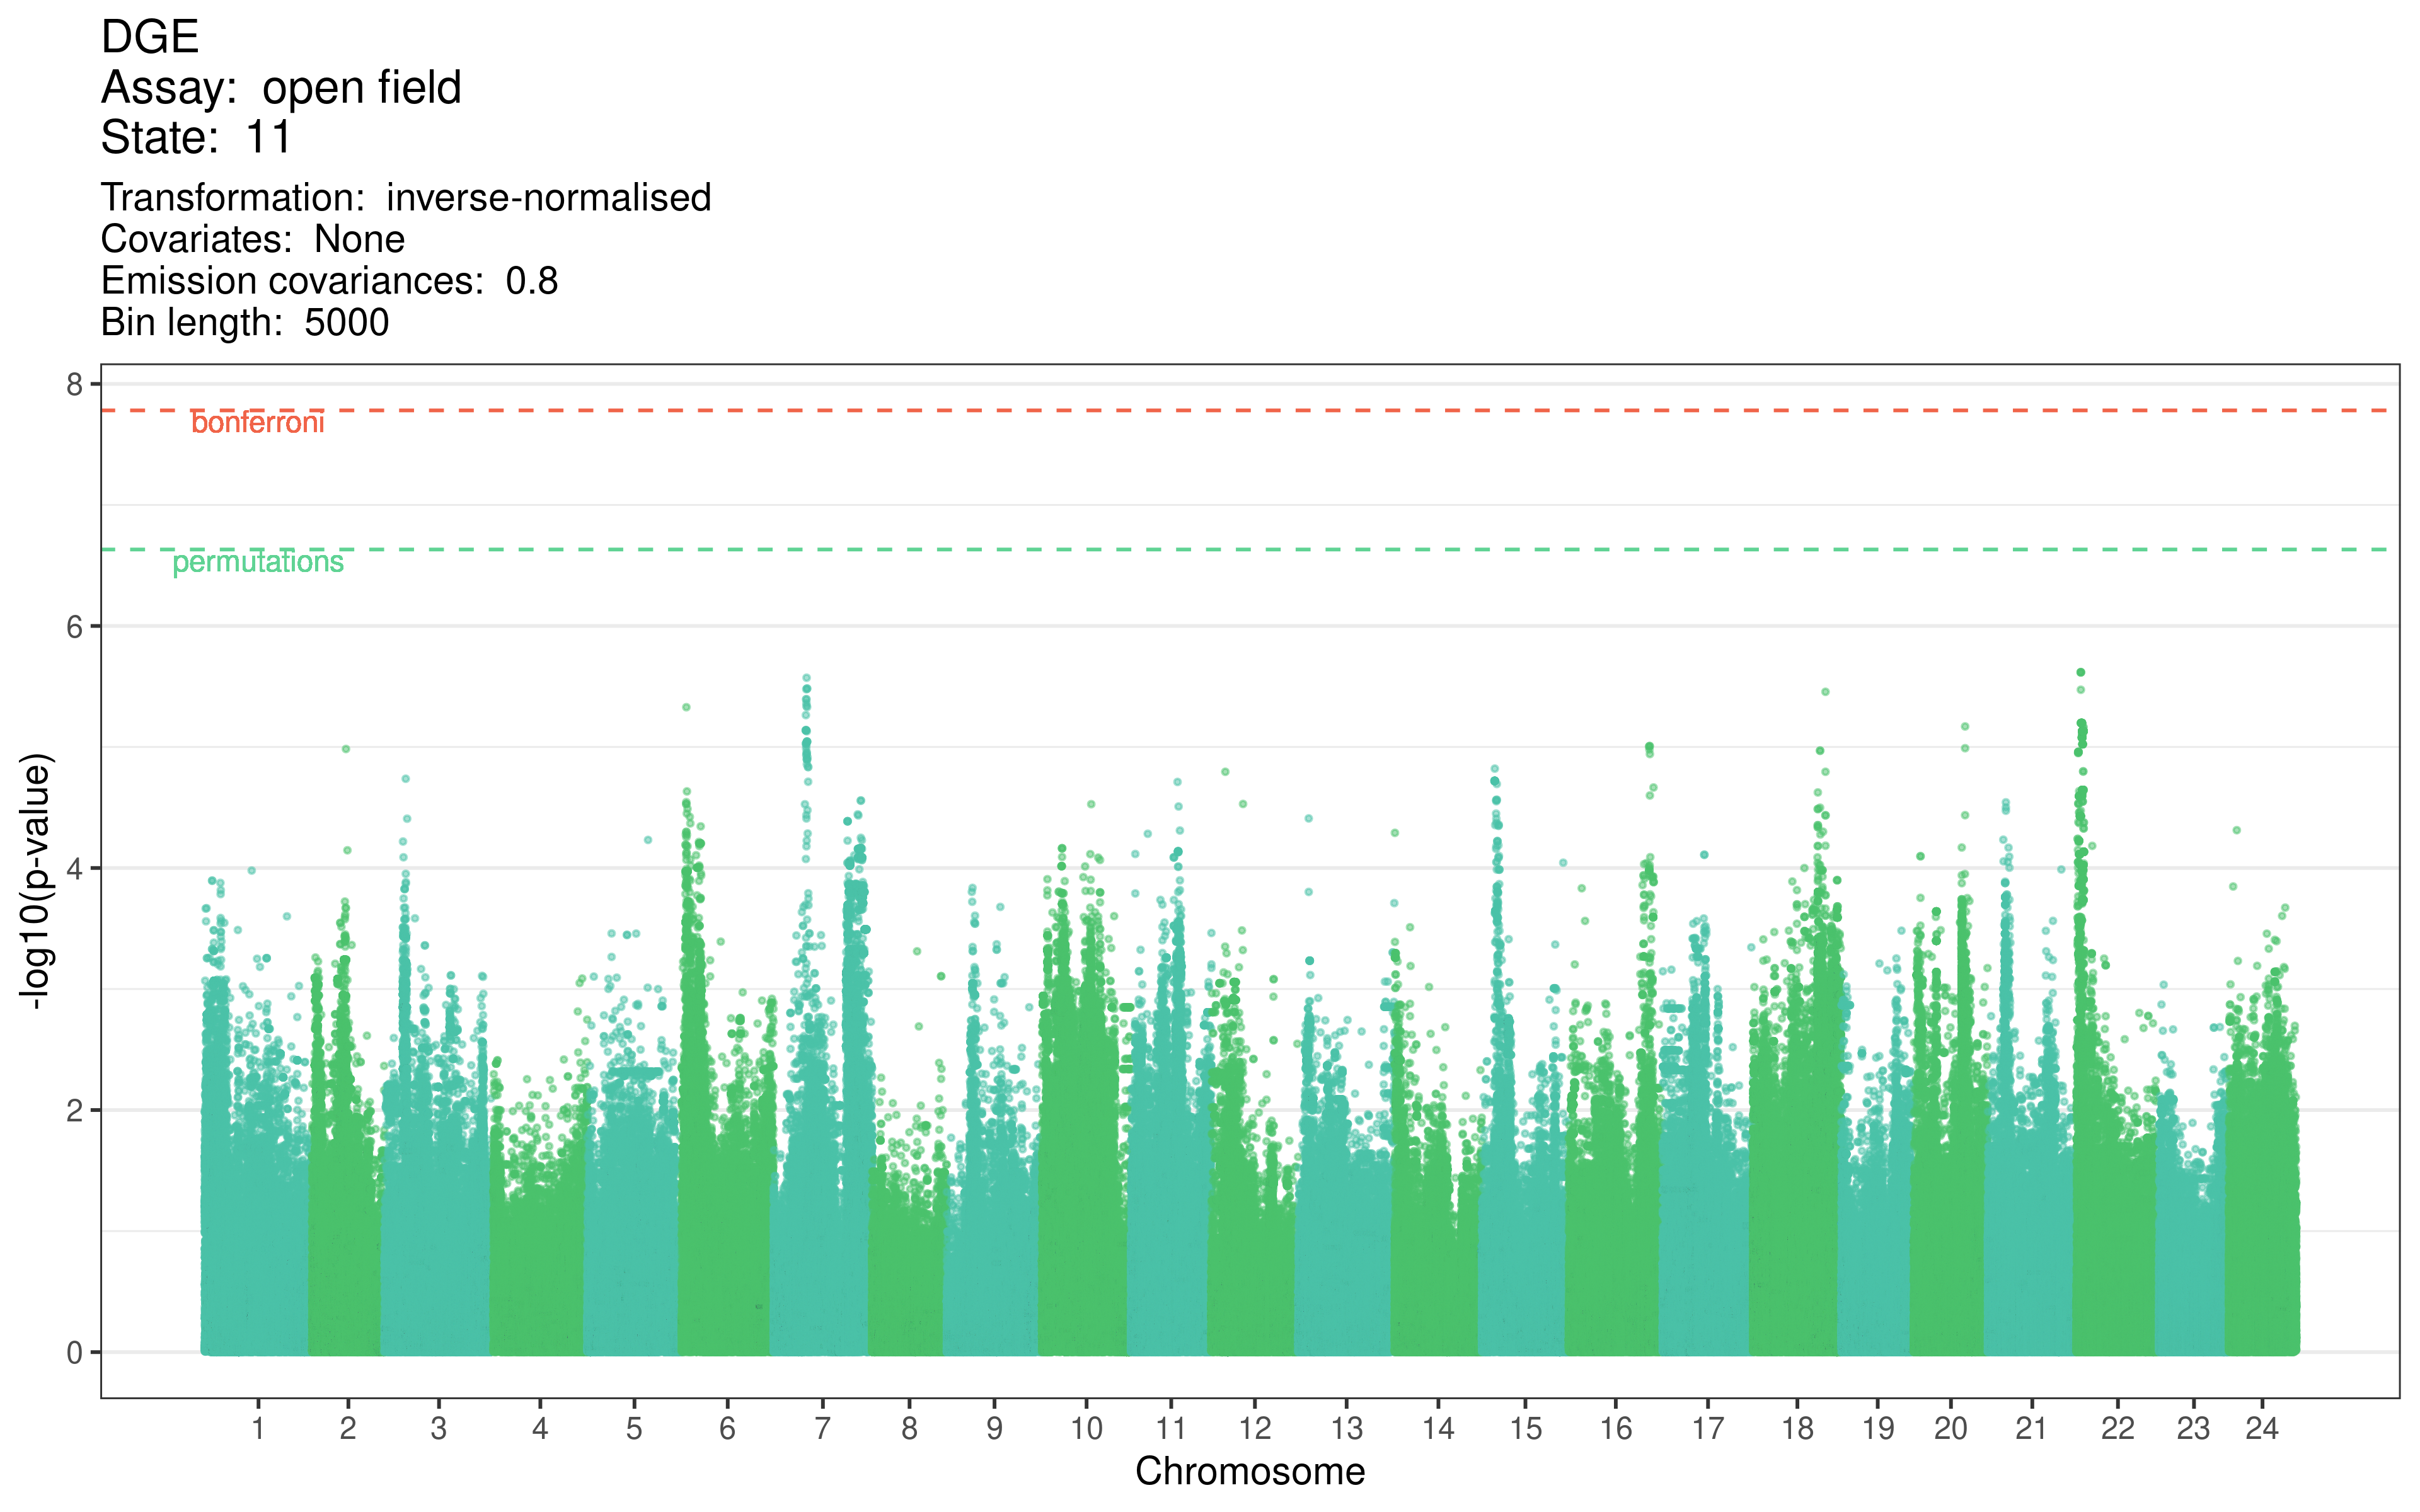 DGE
Assay:  open field
State:  11
Transformation:  inverse-normalised
Covariates:  None
Emission covariances:  0.8
Bin length:  5000
8
bonferroni
permutations
6
4
2
0
-log10(p-value)
1 2 3 4 5 6 7 8 9 10 11 12 13 14 15 16 17 18 19 20 21 22 23 24
Chromosome